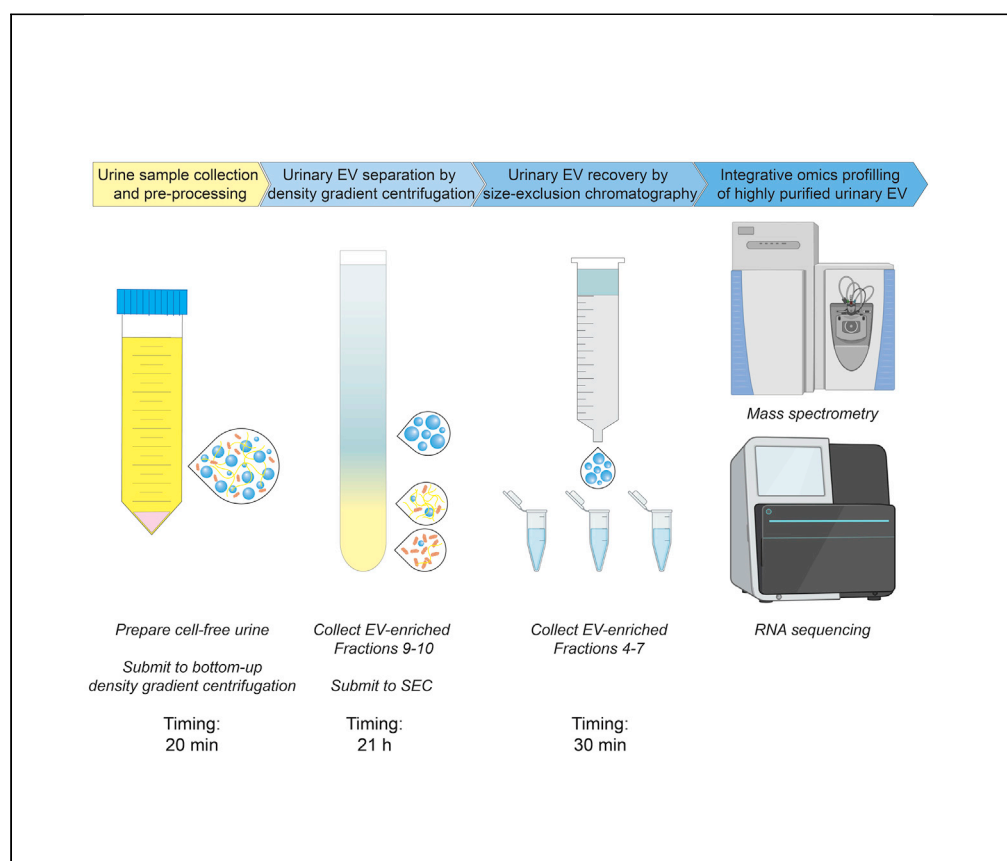 Urine sample collection
and pre-processing
Urinary EV separation by
density gradient centrifugation
Urinary EV recovery by
size-exclusion chromatography
Integrative omics profilling
of highly purified urinary EV
Mass spectrometry
Prepare cell-free urine
Submit to bottom-up
density gradient centrifugation
Timing:
20 min
Collect EV-enriched
Fractions 9-10
Submit to SEC
Timing:
21 h
Collect EV-enriched
Fractions 4-7
Timing:
30 min
RNA sequencing